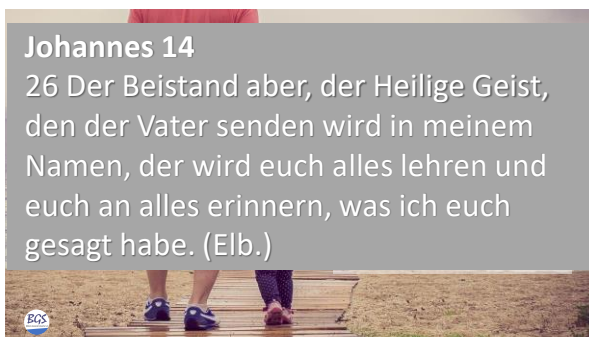 Johannes 14
26 Der Beistand aber, der Heilige Geist,
den der Vater senden wird in meinem
Namen, der wird euch alles lehren und
euch an alles erinnern, was ich euch
gesagt habe. (Elb.)
BGS